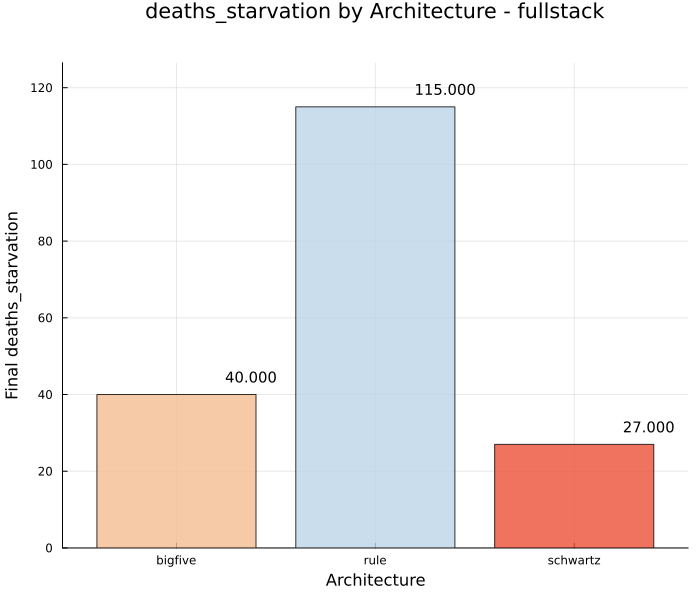 deaths_starvation by Architecture - fullstack
Final deaths_starvation
120
100
80
60
40
20
0
40.000
115.000
27.000
bigfive
rule
schwartz
Architecture